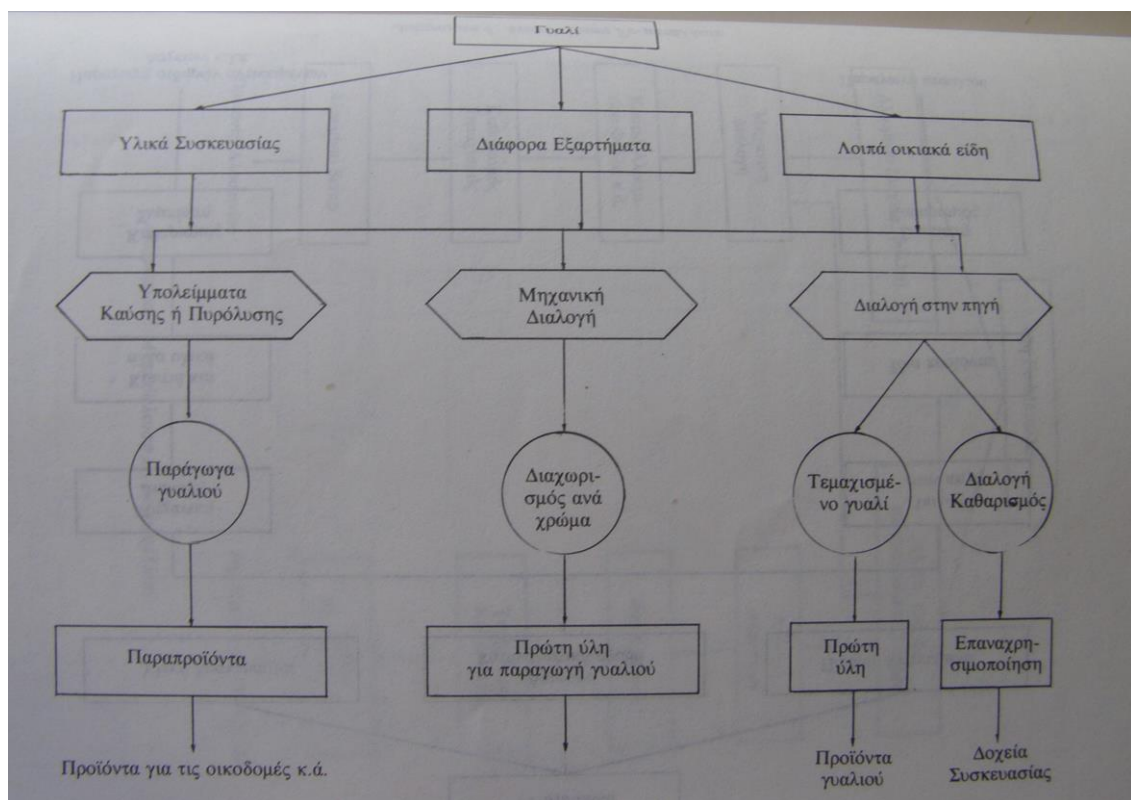 Γυαλί
Υλικά Συσκευασίας
Διάφορα Εξαρτήματα
Λοιπά οικιακά είδη
Υπολείμματα
Καύσης ή Πυρόλυσης
Μηχανική
Διαλογή
Διαλογή στην πηγή
Παράγωγα
γυαλιού
Διαχωρι-
σμός ανά
χρώμα
Τεμαχισμέ-
νο γυαλί
Διαλογή
Καθαρισμός
Παραπροϊόντα
Πρώτη ύλη
για παραγωγή γυαλιού
Πρώτη
ύλη
Επαναχρη-
σιμοποίηση
Προϊόντα για τις οικοδομές κ.ά.
Προϊόντα
γυαλιού
Δοχεία
Συσκευασίας